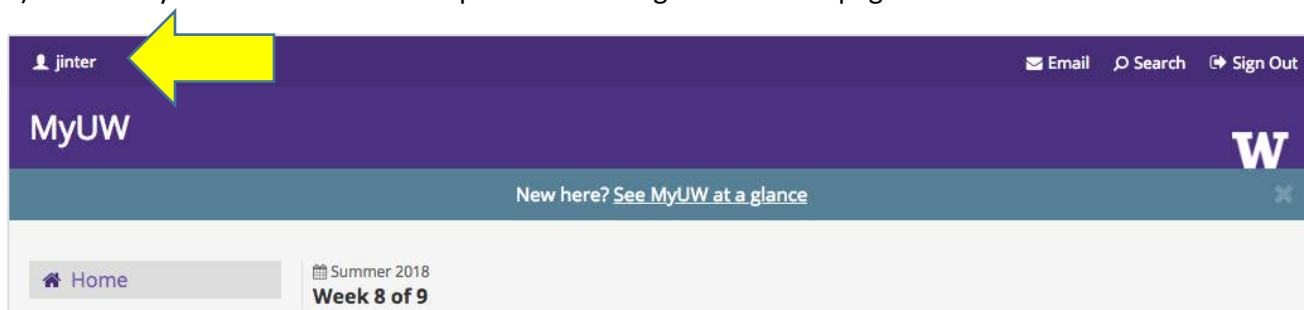 jinter
Email Search Sign Out
MyUW
W
New here? See MyUW at a glance
Home
Summer 2018
Week 8 of 9